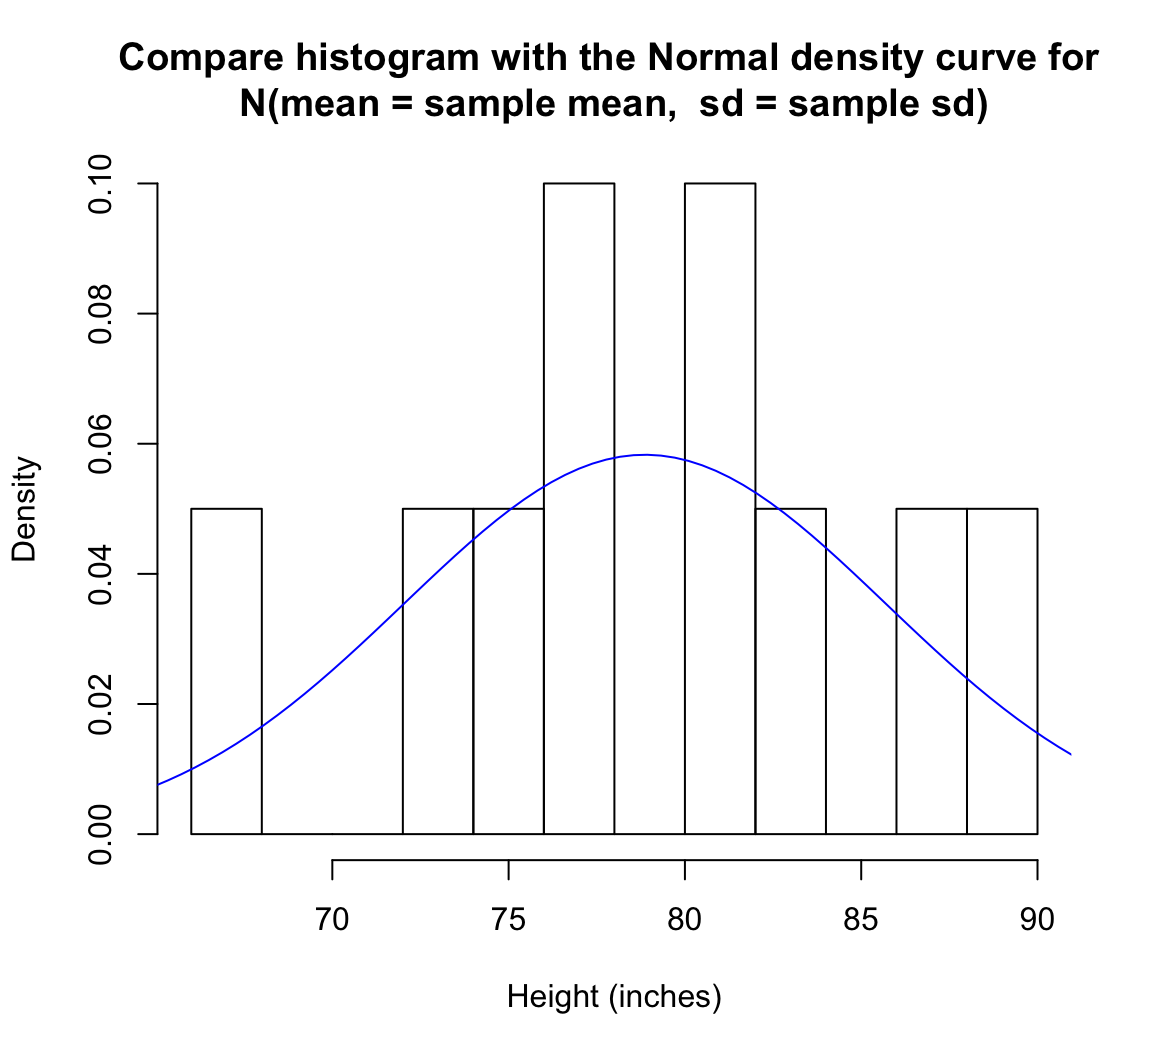 Compare histogram with the Normal density curve for
N(mean = sample mean,  sd = sample sd)
0.10
0.08
0.06
0.04
0.02
0.00
Density
70 75 80 85 90
Height (inches)